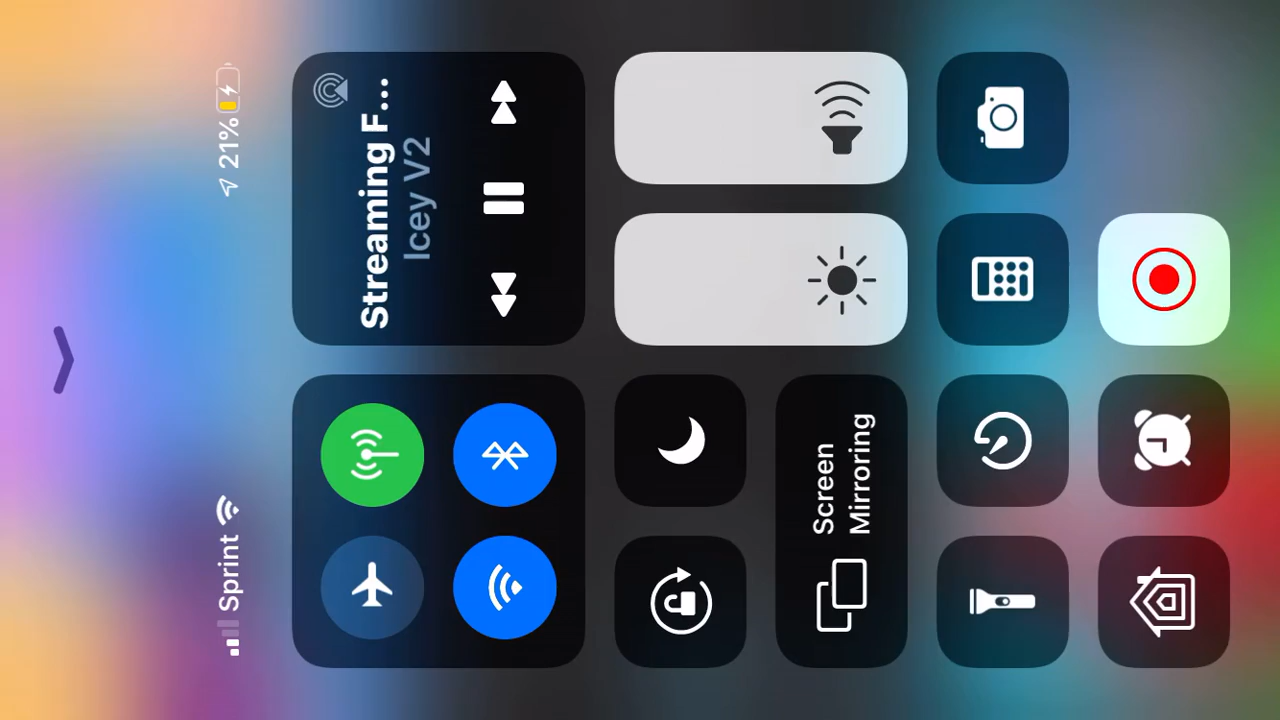 Sprint
21%
Streaming F...
Icey V2
Screen
Mirroring